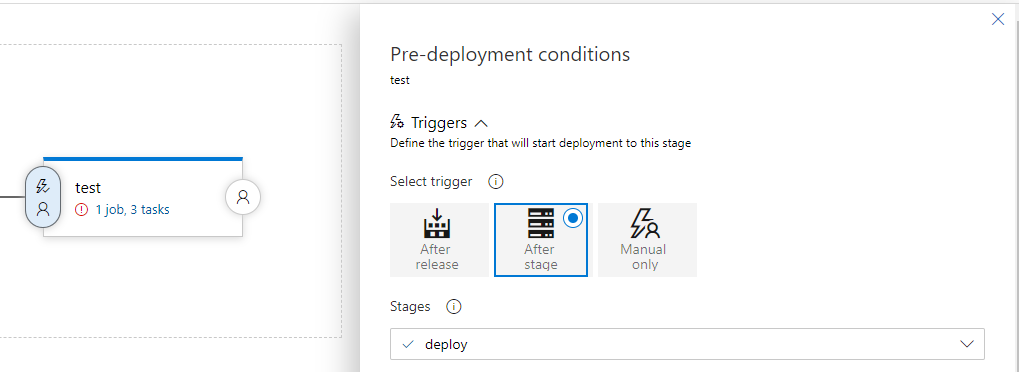 test
1 job, 3 tasks
Pre-deployment conditions
test
Triggers
Define the trigger that will start deployment to this stage
Select trigger
After
release
After
stage
Manual
only
Stages
deploy